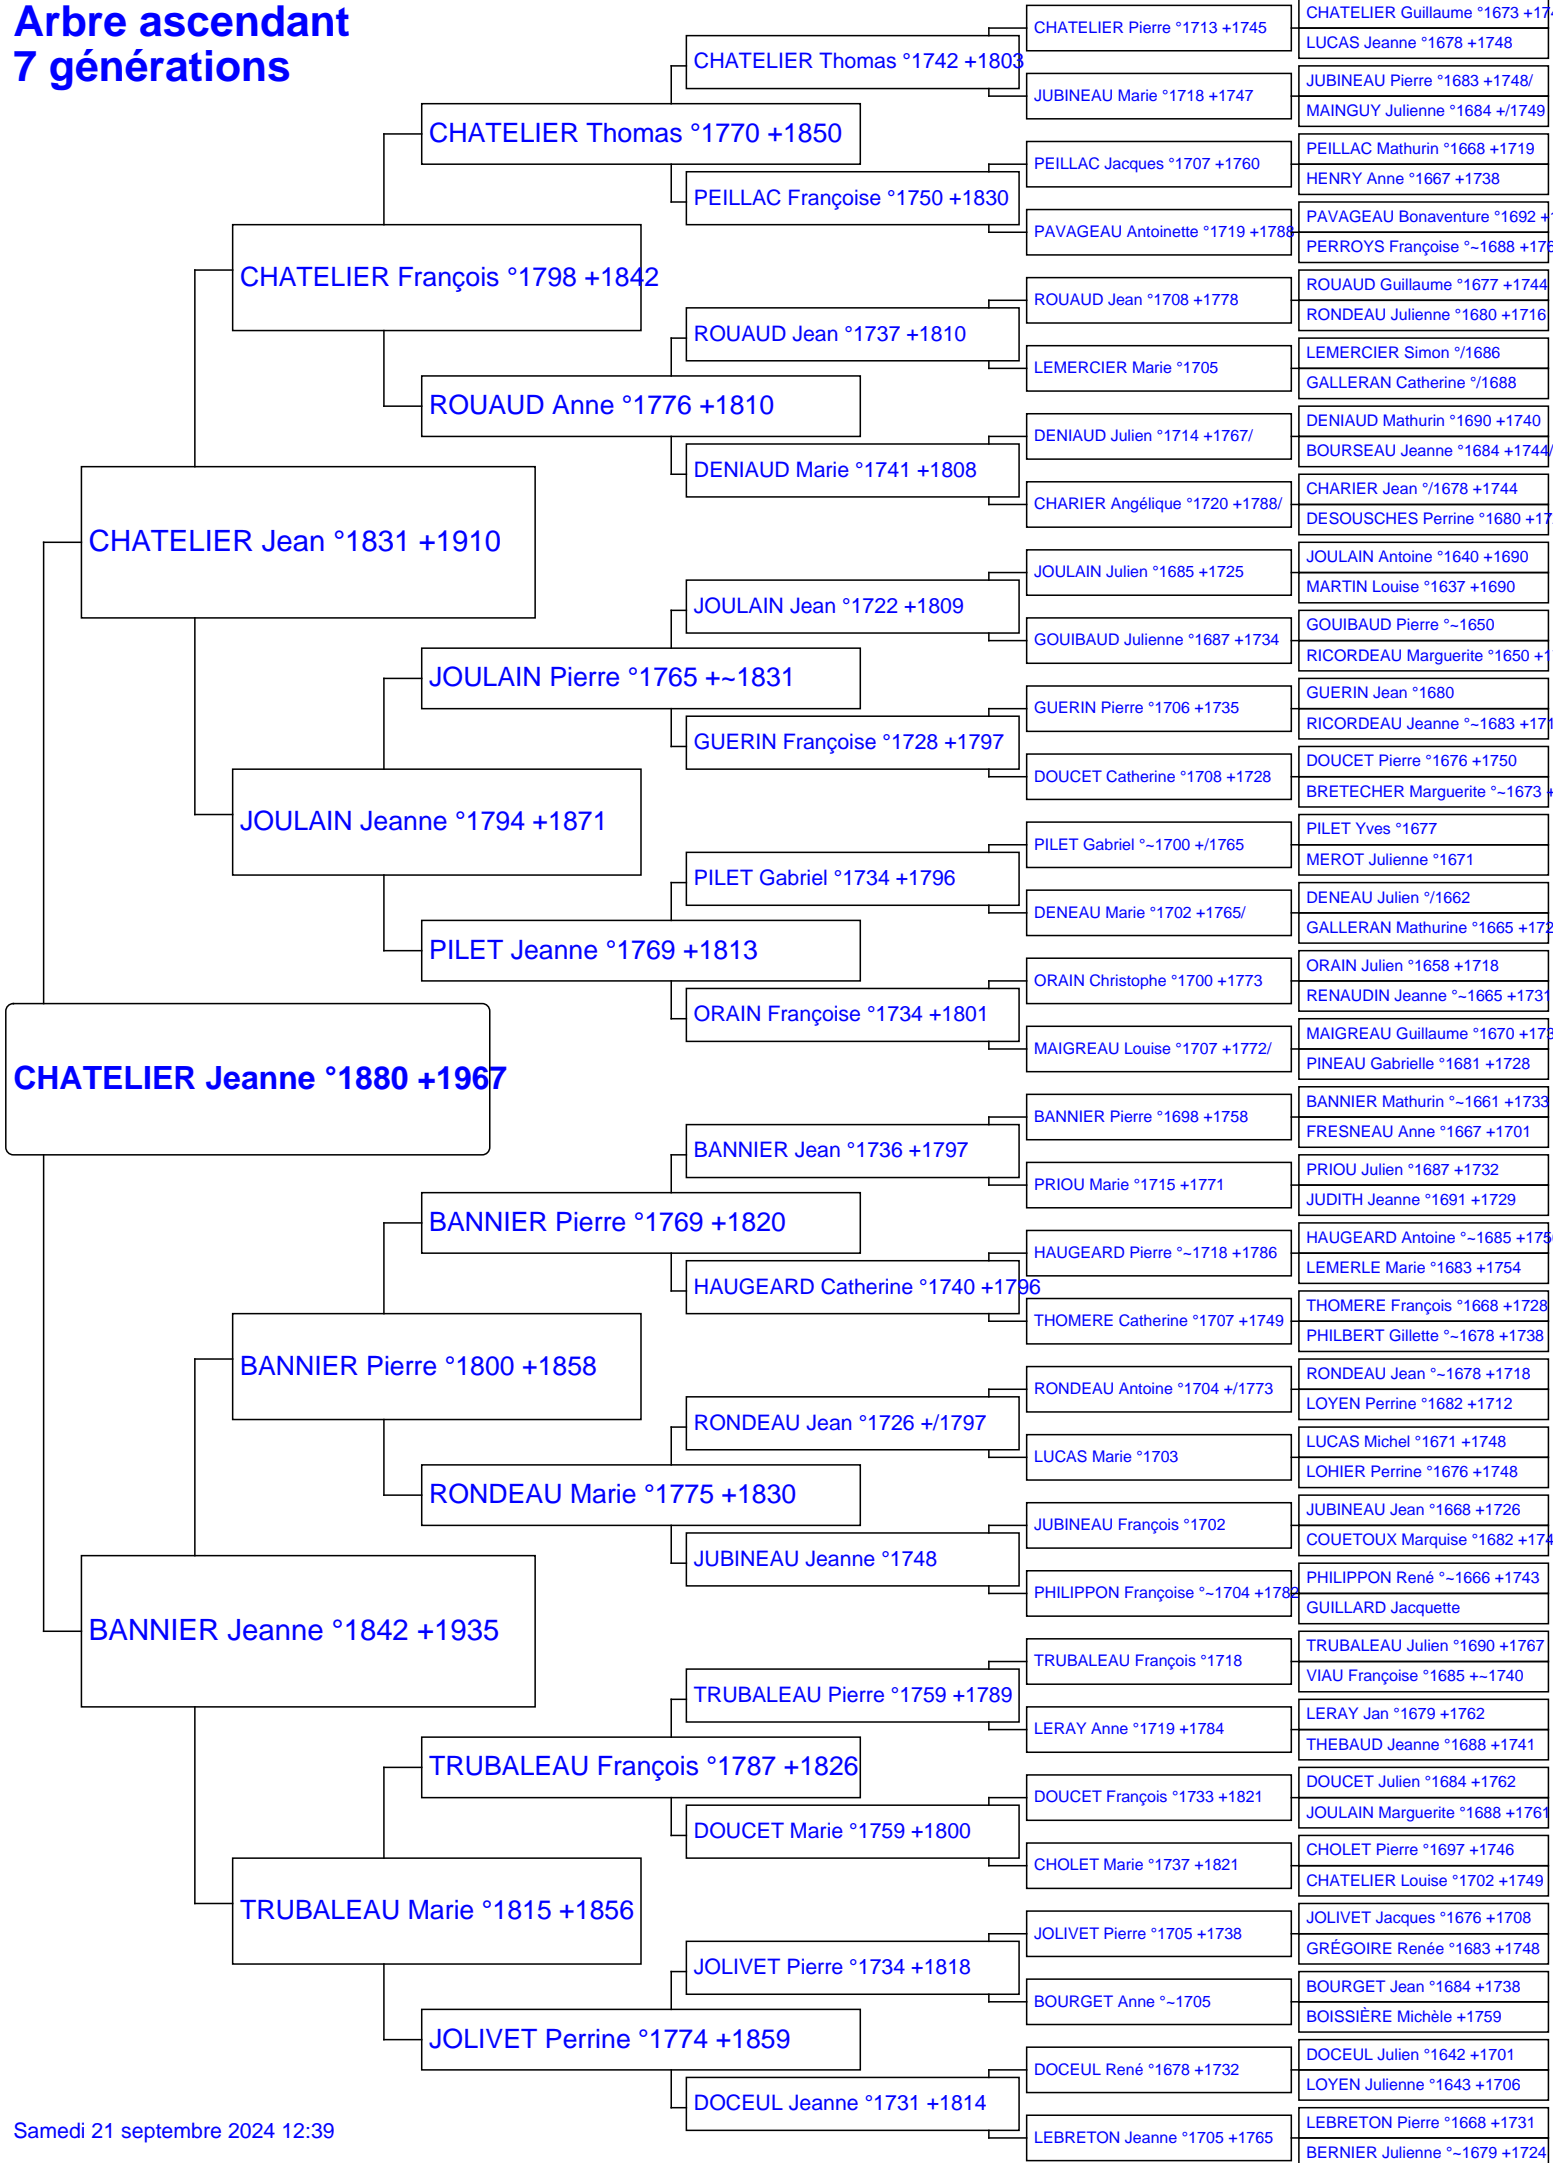 Arbre ascendant
7 générations
CHATELIER Jeanne °1880 +1967
CHATELIER Jean °1831 +1910
BANNIER Jeanne °1842 +1935
CHATELIER François °1798 +1842
JOULAIN Jeanne °1794 +1871
BANNIER Pierre °1800 +1858
TRUBALEAU Marie °1815 +1856
CHATELIER Thomas °1770 +1850
ROUAUD Anne °1776 +1810
JOULAIN Pierre °1765 +~1831
PILET Jeanne °1769 +1813
BANNIER Pierre °1769 +1820
RONDEAU Marie °1775 +1830
TRUBALEAU François °1787 +1826
JOLIVET Perrine °1774 +1859
CHATELIER Thomas °1742 +1803
PEILLAC Françoise °1750 +1830
ROUAUD Jean °1737 +1810
DENIAUD Marie °1741 +1808
JOULAIN Jean °1722 +1809
GUERIN Françoise °1728 +1797
PILET Gabriel °1734 +1796
ORAIN Françoise °1734 +1801
BANNIER Jean °1736 +1797
HAUGEARD Catherine °1740 +1796
RONDEAU Jean °1726 +/1797
JUBINEAU Jeanne °1748
TRUBALEAU Pierre °1759 +1789
DOUCET Marie °1759 +1800
JOLIVET Pierre °1734 +1818
DOCEUL Jeanne °1731 +1814
CHATELIER Pierre °1713 +1745
JUBINEAU Marie °1718 +1747
PEILLAC Jacques °1707 +1760
PAVAGEAU Antoinette °1719 +1788
ROUAUD Jean °1708 +1778
LEMERCIER Marie °1705
DENIAUD Julien °1714 +1767/
CHARIER Angélique °1720 +1788/
JOULAIN Julien °1685 +1725
GOUIBAUD Julienne °1687 +1734
GUERIN Pierre °1706 +1735
DOUCET Catherine °1708 +1728
PILET Gabriel °~1700 +/1765
DENEAU Marie °1702 +1765/
ORAIN Christophe °1700 +1773
MAIGREAU Louise °1707 +1772/
BANNIER Pierre °1698 +1758
PRIOU Marie °1715 +1771
HAUGEARD Pierre °~1718 +1786
THOMERE Catherine °1707 +1749
RONDEAU Antoine °1704 +/1773
LUCAS Marie °1703
JUBINEAU François °1702
PHILIPPON Françoise °~1704 +1782
TRUBALEAU François °1718
LERAY Anne °1719 +1784
DOUCET François °1733 +1821
CHOLET Marie °1737 +1821
JOLIVET Pierre °1705 +1738
BOURGET Anne °~1705
DOCEUL René °1678 +1732
LEBRETON Jeanne °1705 +1765
CHATELIER Guillaume °1673
LUCAS Jeanne °1678 +1748
JUBINEAU Pierre °1683 +1748/
MAINGUY Julienne °1684 +/1749
PEILLAC Mathurin °1668 +1719
HENRY Anne °1667 +1738
PAVAGEAU Bonaventure °1692
PERROYS Françoise °~1688
ROUAUD Guillaume °1677 +1744
RONDEAU Julienne °1680 +1716
LEMERCIER Simon °/1686
GALLERAN Catherine °/1688
DENIAUD Mathurin °1690 +1740
BOURSEAU Jeanne °1684 +1744/
CHARIER Jean °/1678 +1744
DESOUSCHES Perrine °1680
JOULAIN Antoine °1640 +1690
MARTIN Louise °1637 +1690
GOUIBAUD Pierre °~1650
RICORDEAU Marguerite °1650
GUERIN Jean °1680
RICORDEAU Jeanne °~1683
DOUCET Pierre °1676 +1750
BRETECHER Marguerite °~1673
PILET Yves °1677
MEROT Julienne °1671
DENEAU Julien °/1662
GALLERAN Mathurine °1665
ORAIN Julien °1658 +1718
RENAUDIN Jeanne °~1665 +1731
MAIGREAU Guillaume °1670
PINEAU Gabrielle °1681 +1728
BANNIER Mathurin °~1661 +1733
FRESNEAU Anne °1667 +1701
PRIOU Julien °1687 +1732
JUDITH Jeanne °1691 +1729
HAUGEARD Antoine °~1685
LEMERLE Marie °1683 +1754
THOMERE François °1668 +1728
PHILBERT Gillette °~1678 +1738
RONDEAU Jean °~1678 +1718
LOYEN Perrine °1682 +1712
LUCAS Michel °1671 +1748
LOHIER Perrine °1676 +1748
JUBINEAU Jean °1668 +1726
COUETOUX Marquise °1682
PHILIPPON René °~1666 +1743
GUILLARD Jacquette
TRUBALEAU Julien °1690 +1767
VIAU Françoise °1685 +~1740
LERAY Jan °1679 +1762
THEBAUD Jeanne °1688 +1741
DOUCET Julien °1684 +1762
JOULAIN Marguerite °1688 +1761
CHOLET Pierre °1697 +1746
CHATELIER Louise °1702 +1749
JOLIVET Jacques °1676 +1708
GRÉGOIRE Renée °1683 +1748
BOURGET Jean °1684 +1738
BOISSIÈRE Michèle +1759
DOCEUL Julien °1642 +1701
LOYEN Julienne °1643 +1706
LEBRETON Pierre °1668 +1731
BERNIER Julienne °~1679 +1724
Samedi 21 septembre 2024 12:39